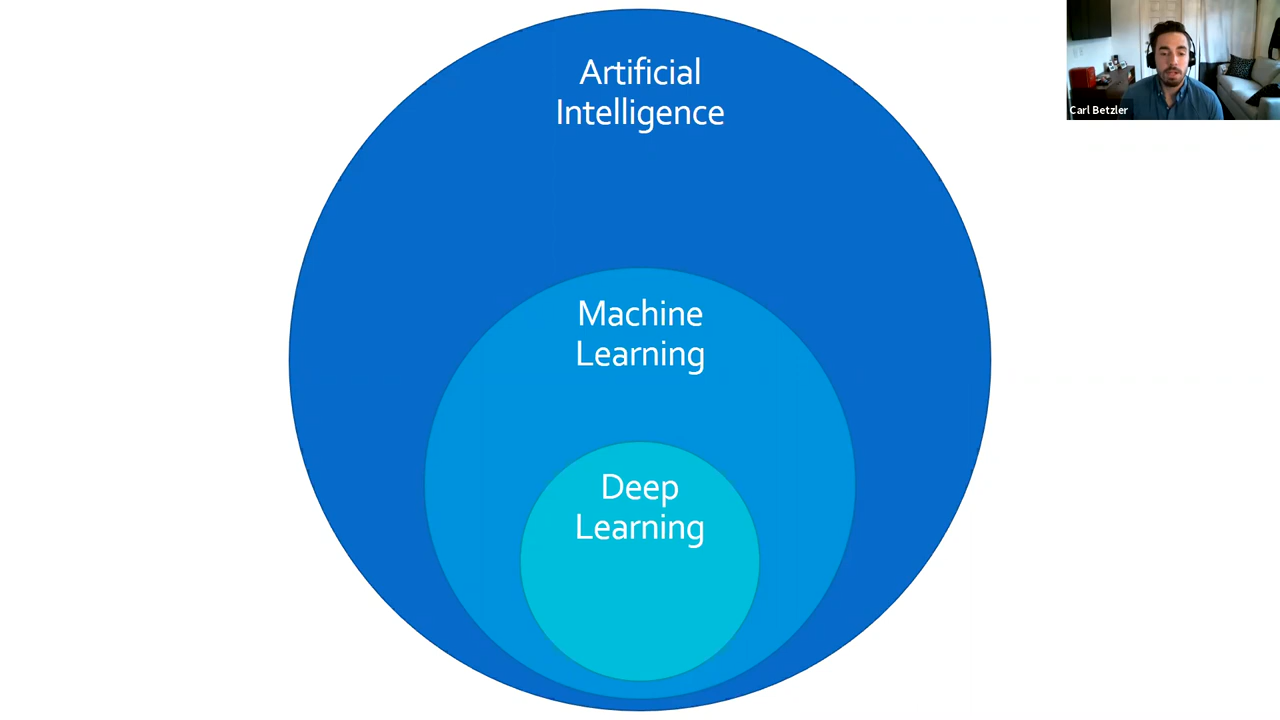 Artificial
Intelligence
Machine
Learning
Deep
Learning
Carl Betzler